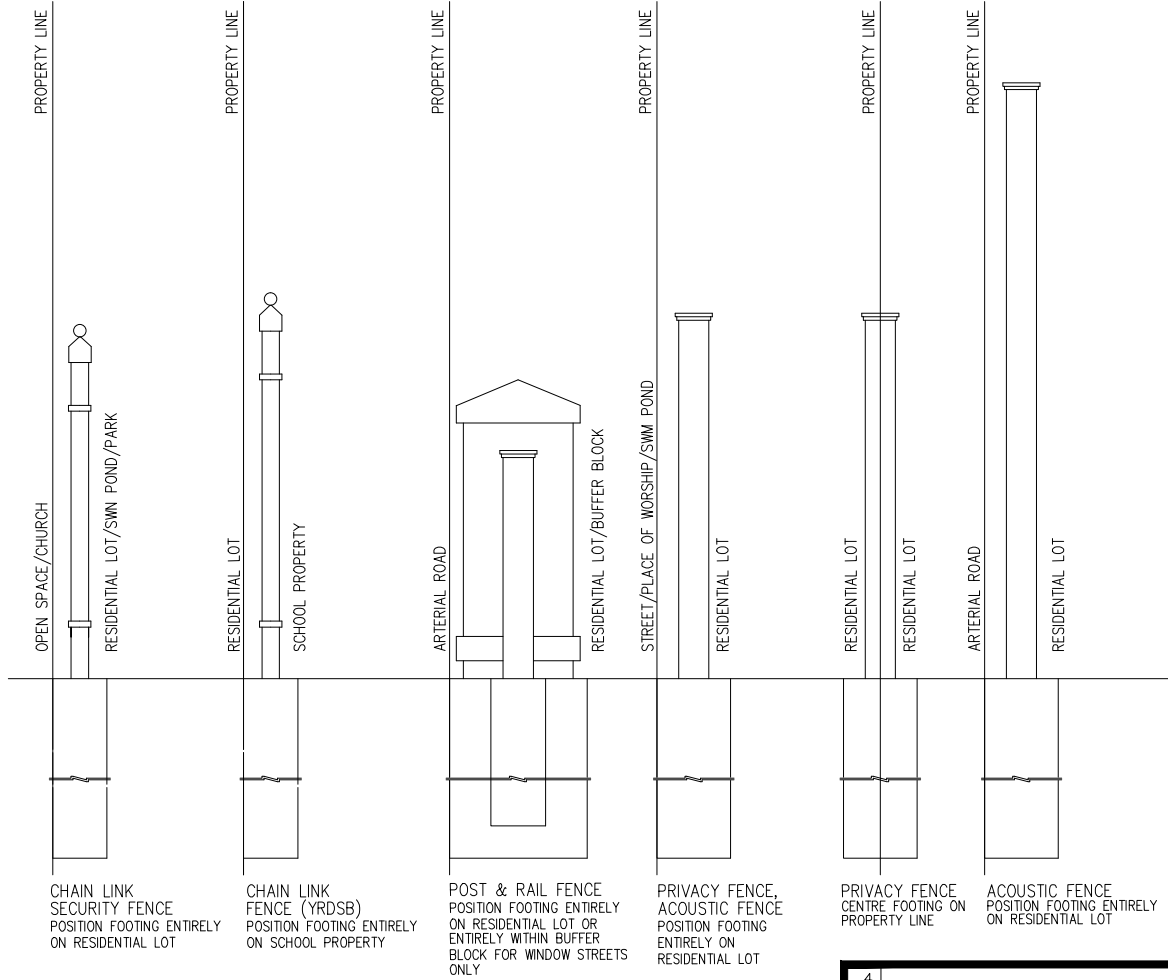 PROPERTY LINE
PROPERTY LINE
PROPERTY LINE
PROPERTY LINE
PROPERTY LINE
PROPERTY LINE
OPEN SPACE/CHURCH
RESIDENTIAL LOT/SWN POND/PARK
RESIDENTIAL LOT
SCHOOL PROPERTY
ARTERIAL ROAD
RESIDENTIAL LOT/BUFFER BLOCK
STREET/PLACE OF WORSHIP/SWM POND
RESIDENTIAL LOT
RESIDENTIAL LOT
RESIDENTIAL LOT
ARTERIAL ROAD
RESIDENTIAL LOT
CHAIN LINK
SECURITY FENCE
POSITION FOOTING ENTIRELY
ON RESIDENTIAL LOT
CHAIN LINK
FENCE (YRDSB)
POSITION FOOTING ENTIRELY
ON SCHOOL PROPERTY
POST & RAIL FENCE
POSITION FOOTING ENTIRELY
ON RESIDENTIAL LOT OR
ENTIRELY WITHIN BUFFER
BLOCK FOR WINDOW STREETS
ONLY
PRIVACY FENCE,
ACOUSTIC FENCE
POSITION FOOTING
ENTIRELY ON
RESIDENTIAL LOT
PRIVACY FENCE
CENTRE FOOTING ON
PROPERTY LINE
ACOUSTIC FENCE
POSITION FOOTING ENTIRELY
ON RESIDENTIAL LOT
4